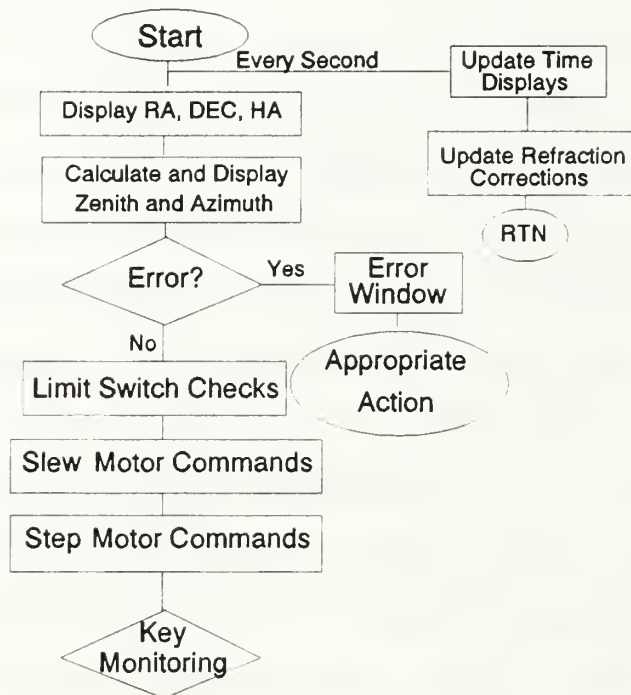 Start
Every Second
Update Time
Displays
Display RA, DEC, HA
Update Refraction
Corrections
Calculate and Display
Zenith and Azimuth
RTN
Error?
Yes
Error
Window
No
Appropriate
Action
Limit Switch Checks
Slew Motor Commands
Step Motor Commands
Key
Monitoring